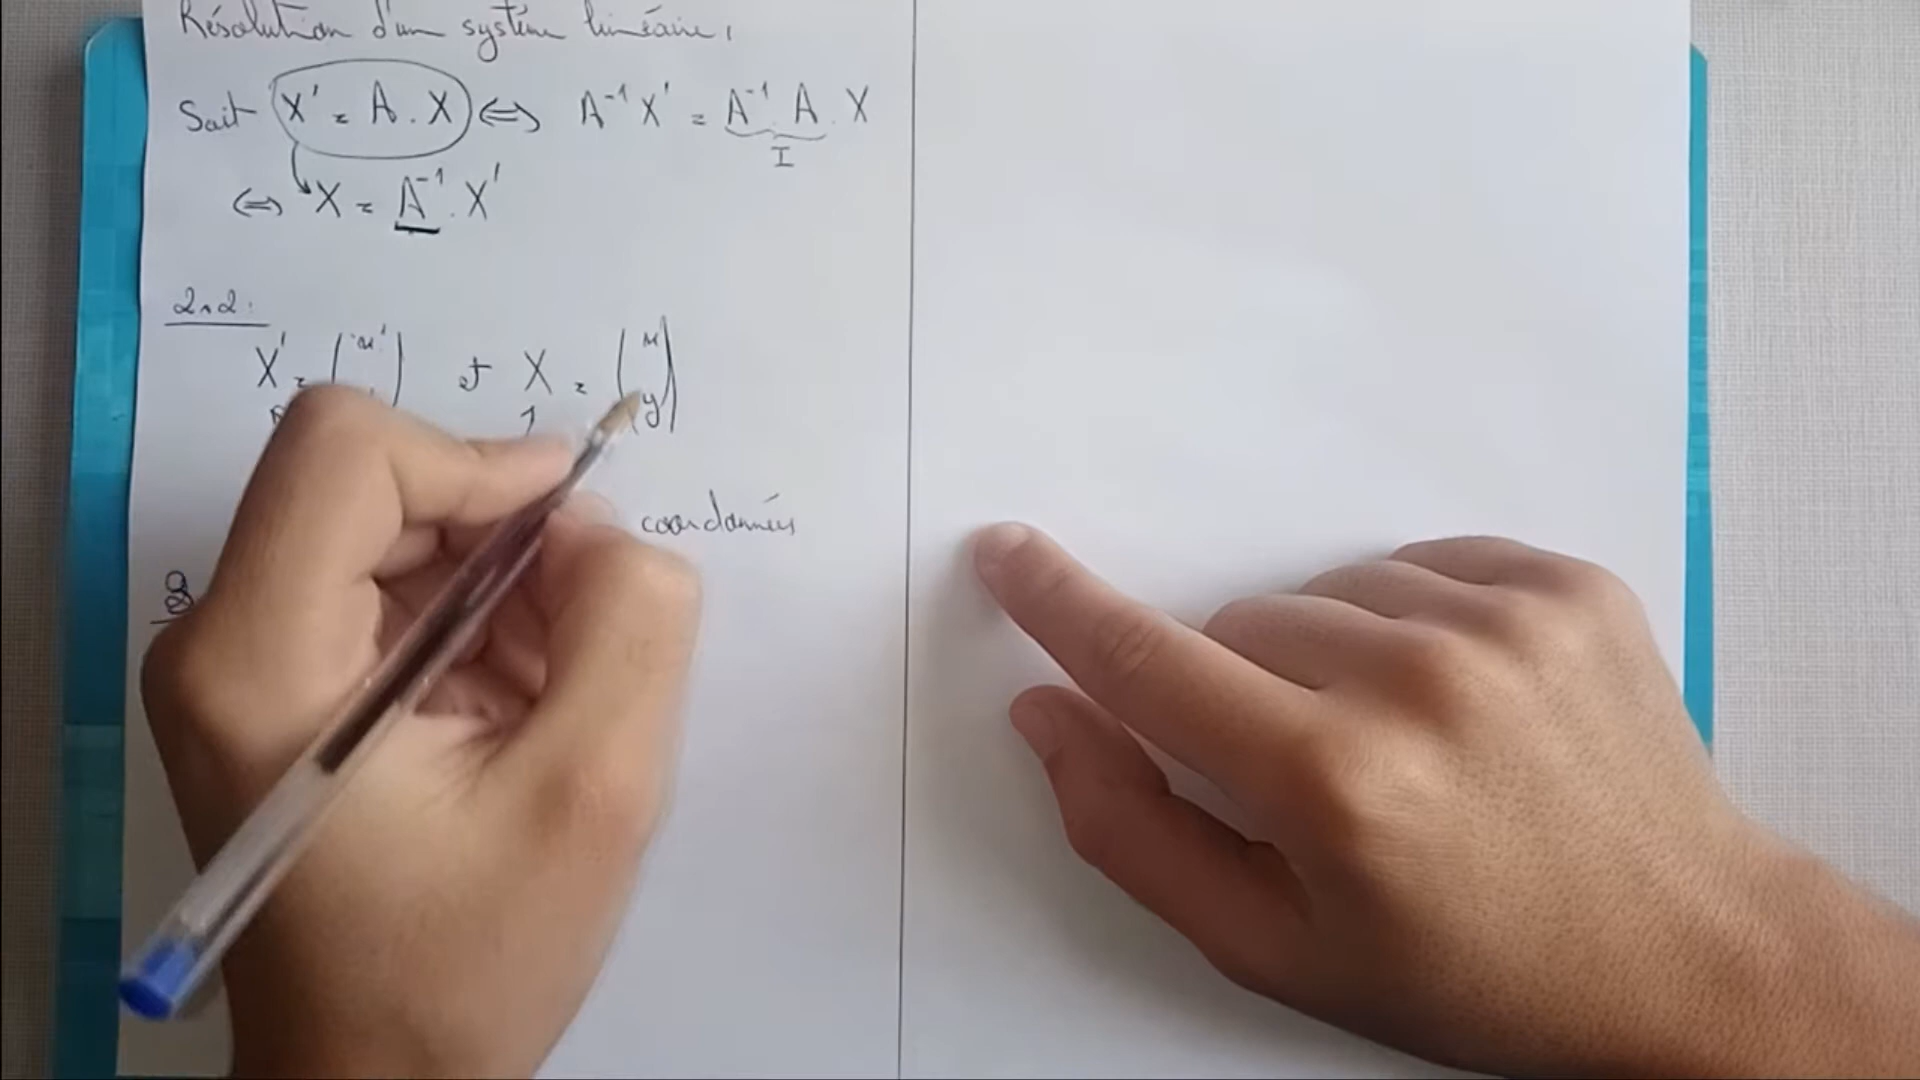 Résolution d'un système linéaire,
Soit X' = A . X ⟺ A⁻¹ X' = A⁻¹ . A . X
I
⟺ X = A⁻¹ . X'
2x2:
X' = (x' et X = (x
y)
coordonnées